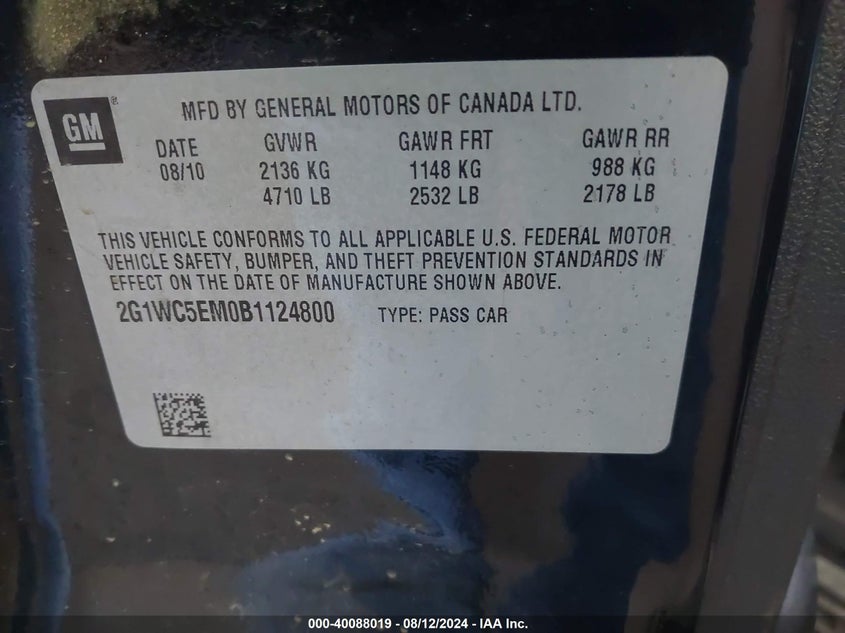 GM®
MFD BY GENERAL MOTORS OF CANADA LTD.
DATE GVWR GAWR FRT GAWR RR
08/10 2136 KG 1148 KG 988 KG
4710 LB 2532 LB 2178 LB
THIS VEHICLE CONFORMS TO ALL APPLICABLE U.S. FEDERAL MOTOR
VEHICLE SAFETY, BUMPER, AND THEFT PREVENTION STANDARDS IN
EFFECT ON THE DATE OF MANUFACTURE SHOWN ABOVE.
2G1WC5EM0B1124800 TYPE: PASS CAR
000-40088019 - 08/12/2024 - IAA Inc.